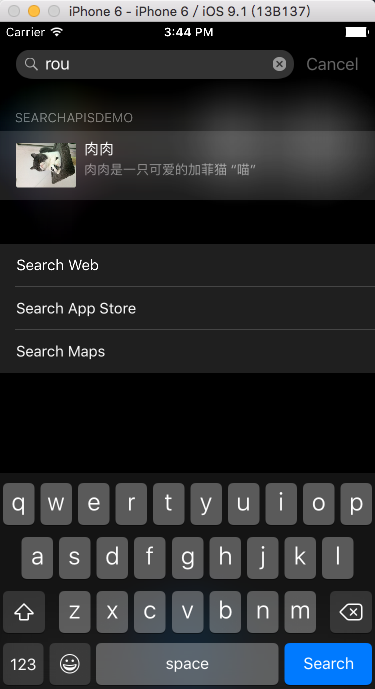 iPhone 6 - iPhone 6 / iOS 9.1 (13B137)
Carrier 3:44 PM
rou Cancel
SEARCHAPISDEMO
肉肉
肉肉是一只可爱的加菲猫 “喵”
Search Web
Search App Store
Search Maps
q w e r t y u i o p
a s d f g h j k l
z x c v b n m
123 space Search